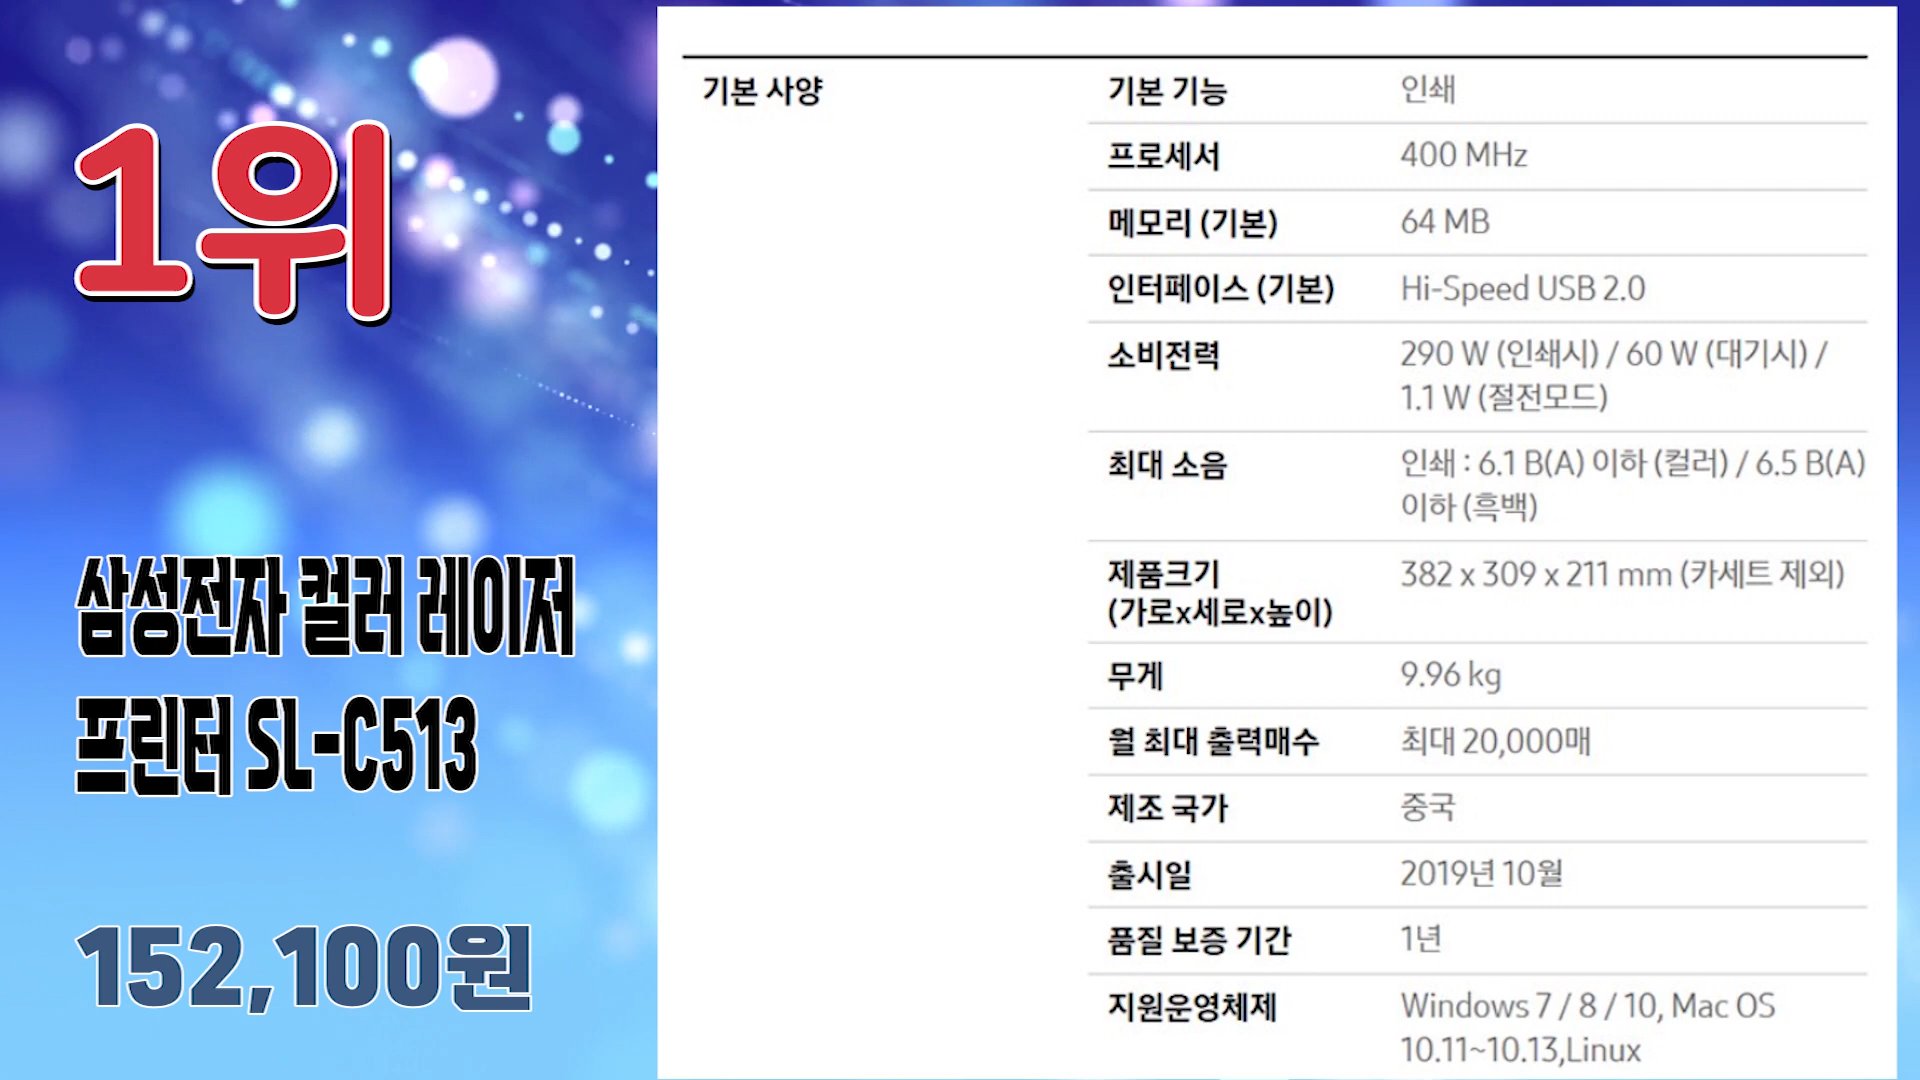 1위
삼성전자 컬러 레이저
프린터 SL-C513
152,100원
기본 사양
기본 기능 인쇄
프로세서 400 MHz
메모리 (기본) 64 MB
인터페이스 (기본) Hi-Speed USB 2.0
소비전력 290 W (인쇄시) / 60 W (대기시) /
1.1 W (절전모드)
최대 소음 인쇄 : 6.1 B(A) 이하 (컬러) / 6.5 B(A)
이하 (흑백)
제품크기 382 x 309 x 211 mm (카세트 제외)
(가로x세로x높이)
무게 9.96 kg
월 최대 출력매수 최대 20,000매
제조 국가 중국
출시일 2019년 10월
품질 보증 기간 1년
지원운영체제 Windows 7 / 8 / 10, Mac OS
10.11~10.13,Linux